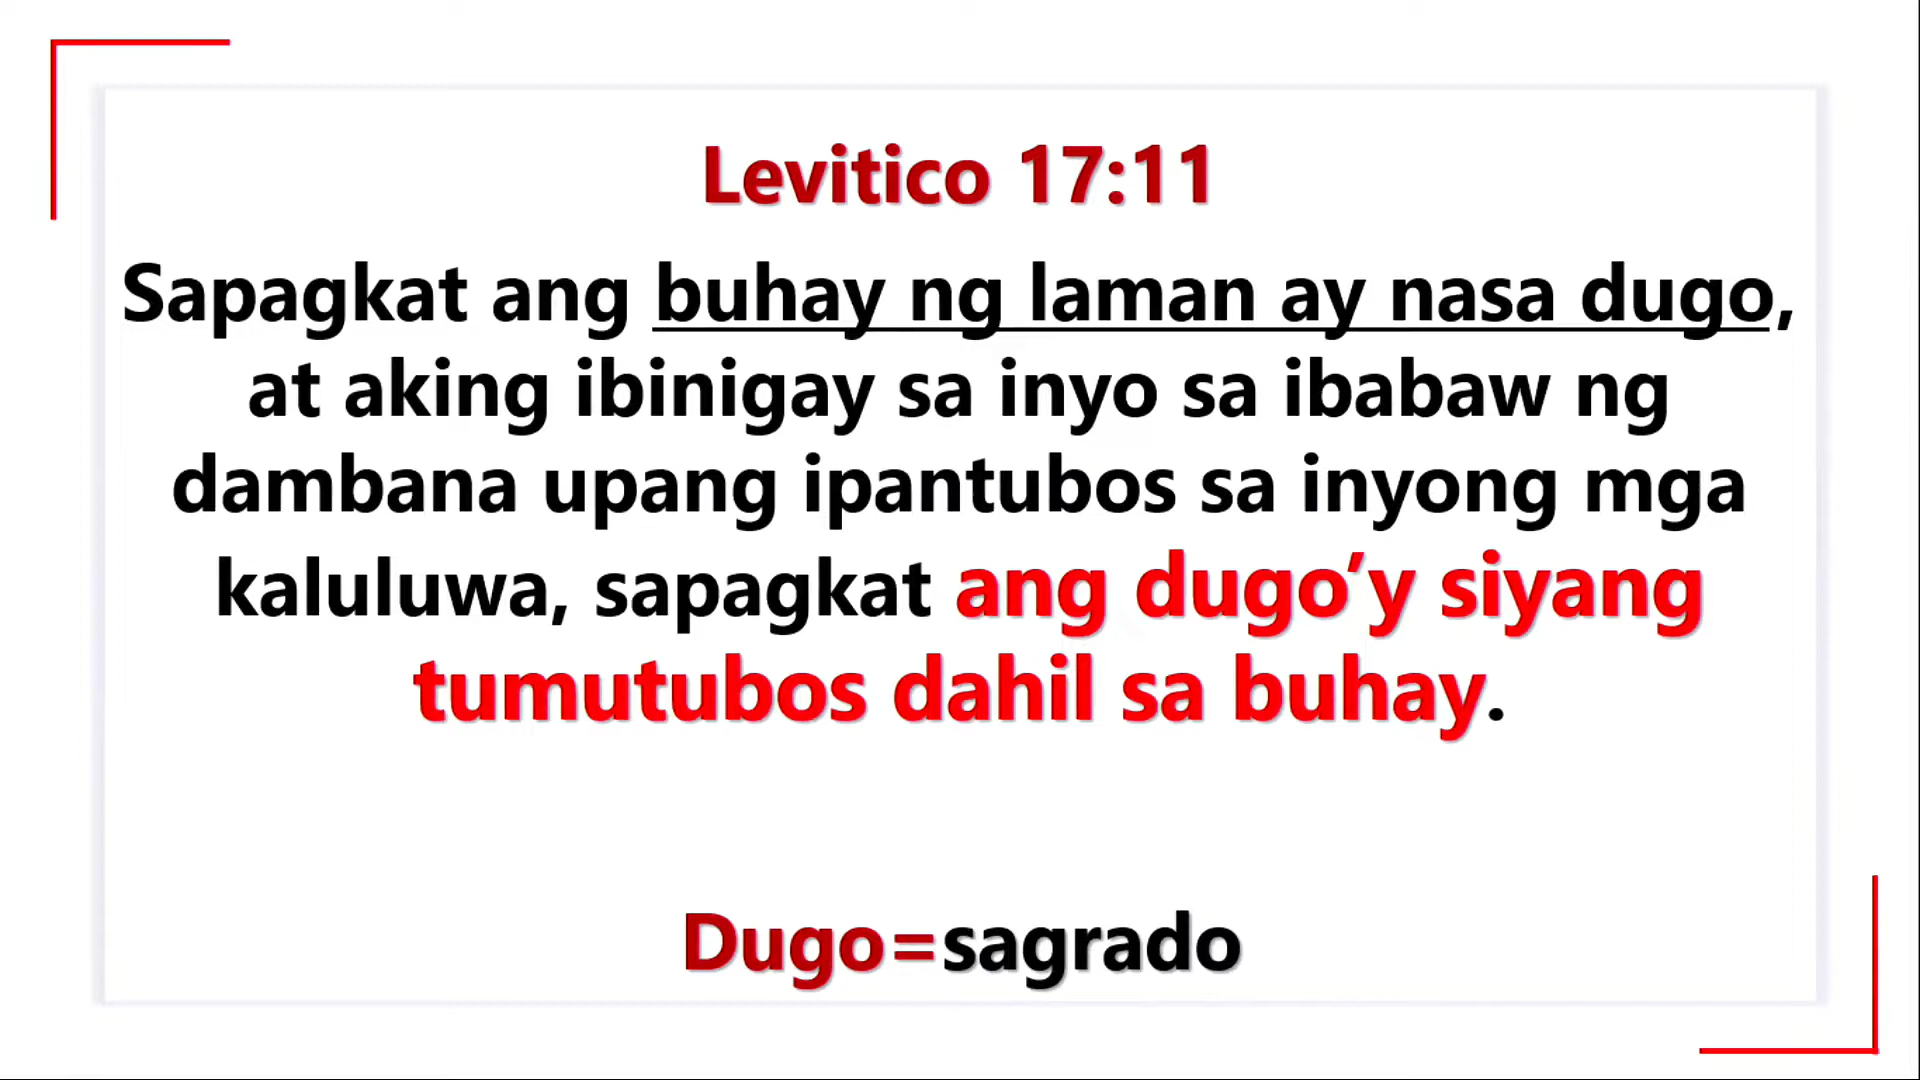 Levitico 17:11
Sapagkat ang buhay ng laman ay nasa dugo,
at aking ibinigay sa inyo sa ibabaw ng
dambana upang ipantubos sa inyong mga
kaluluwa, sapagkat ang dugo’y siyang
tumutubos dahil sa buhay.
Dugo=sagrado